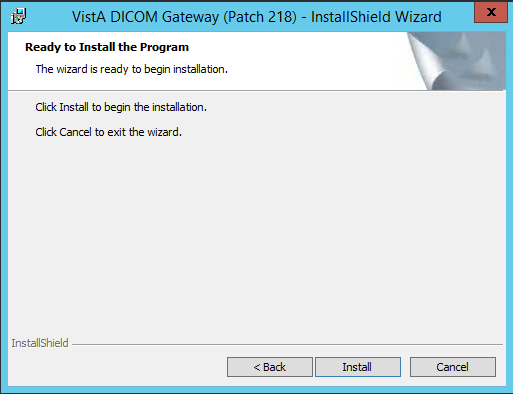 VistA DICOM Gateway (Patch 218) - InstallShield Wizard
x
Ready to Install the Program
The wizard is ready to begin installation.
Click Install to begin the installation.
Click Cancel to exit the wizard.
InstallShield
< Back
Install
Cancel